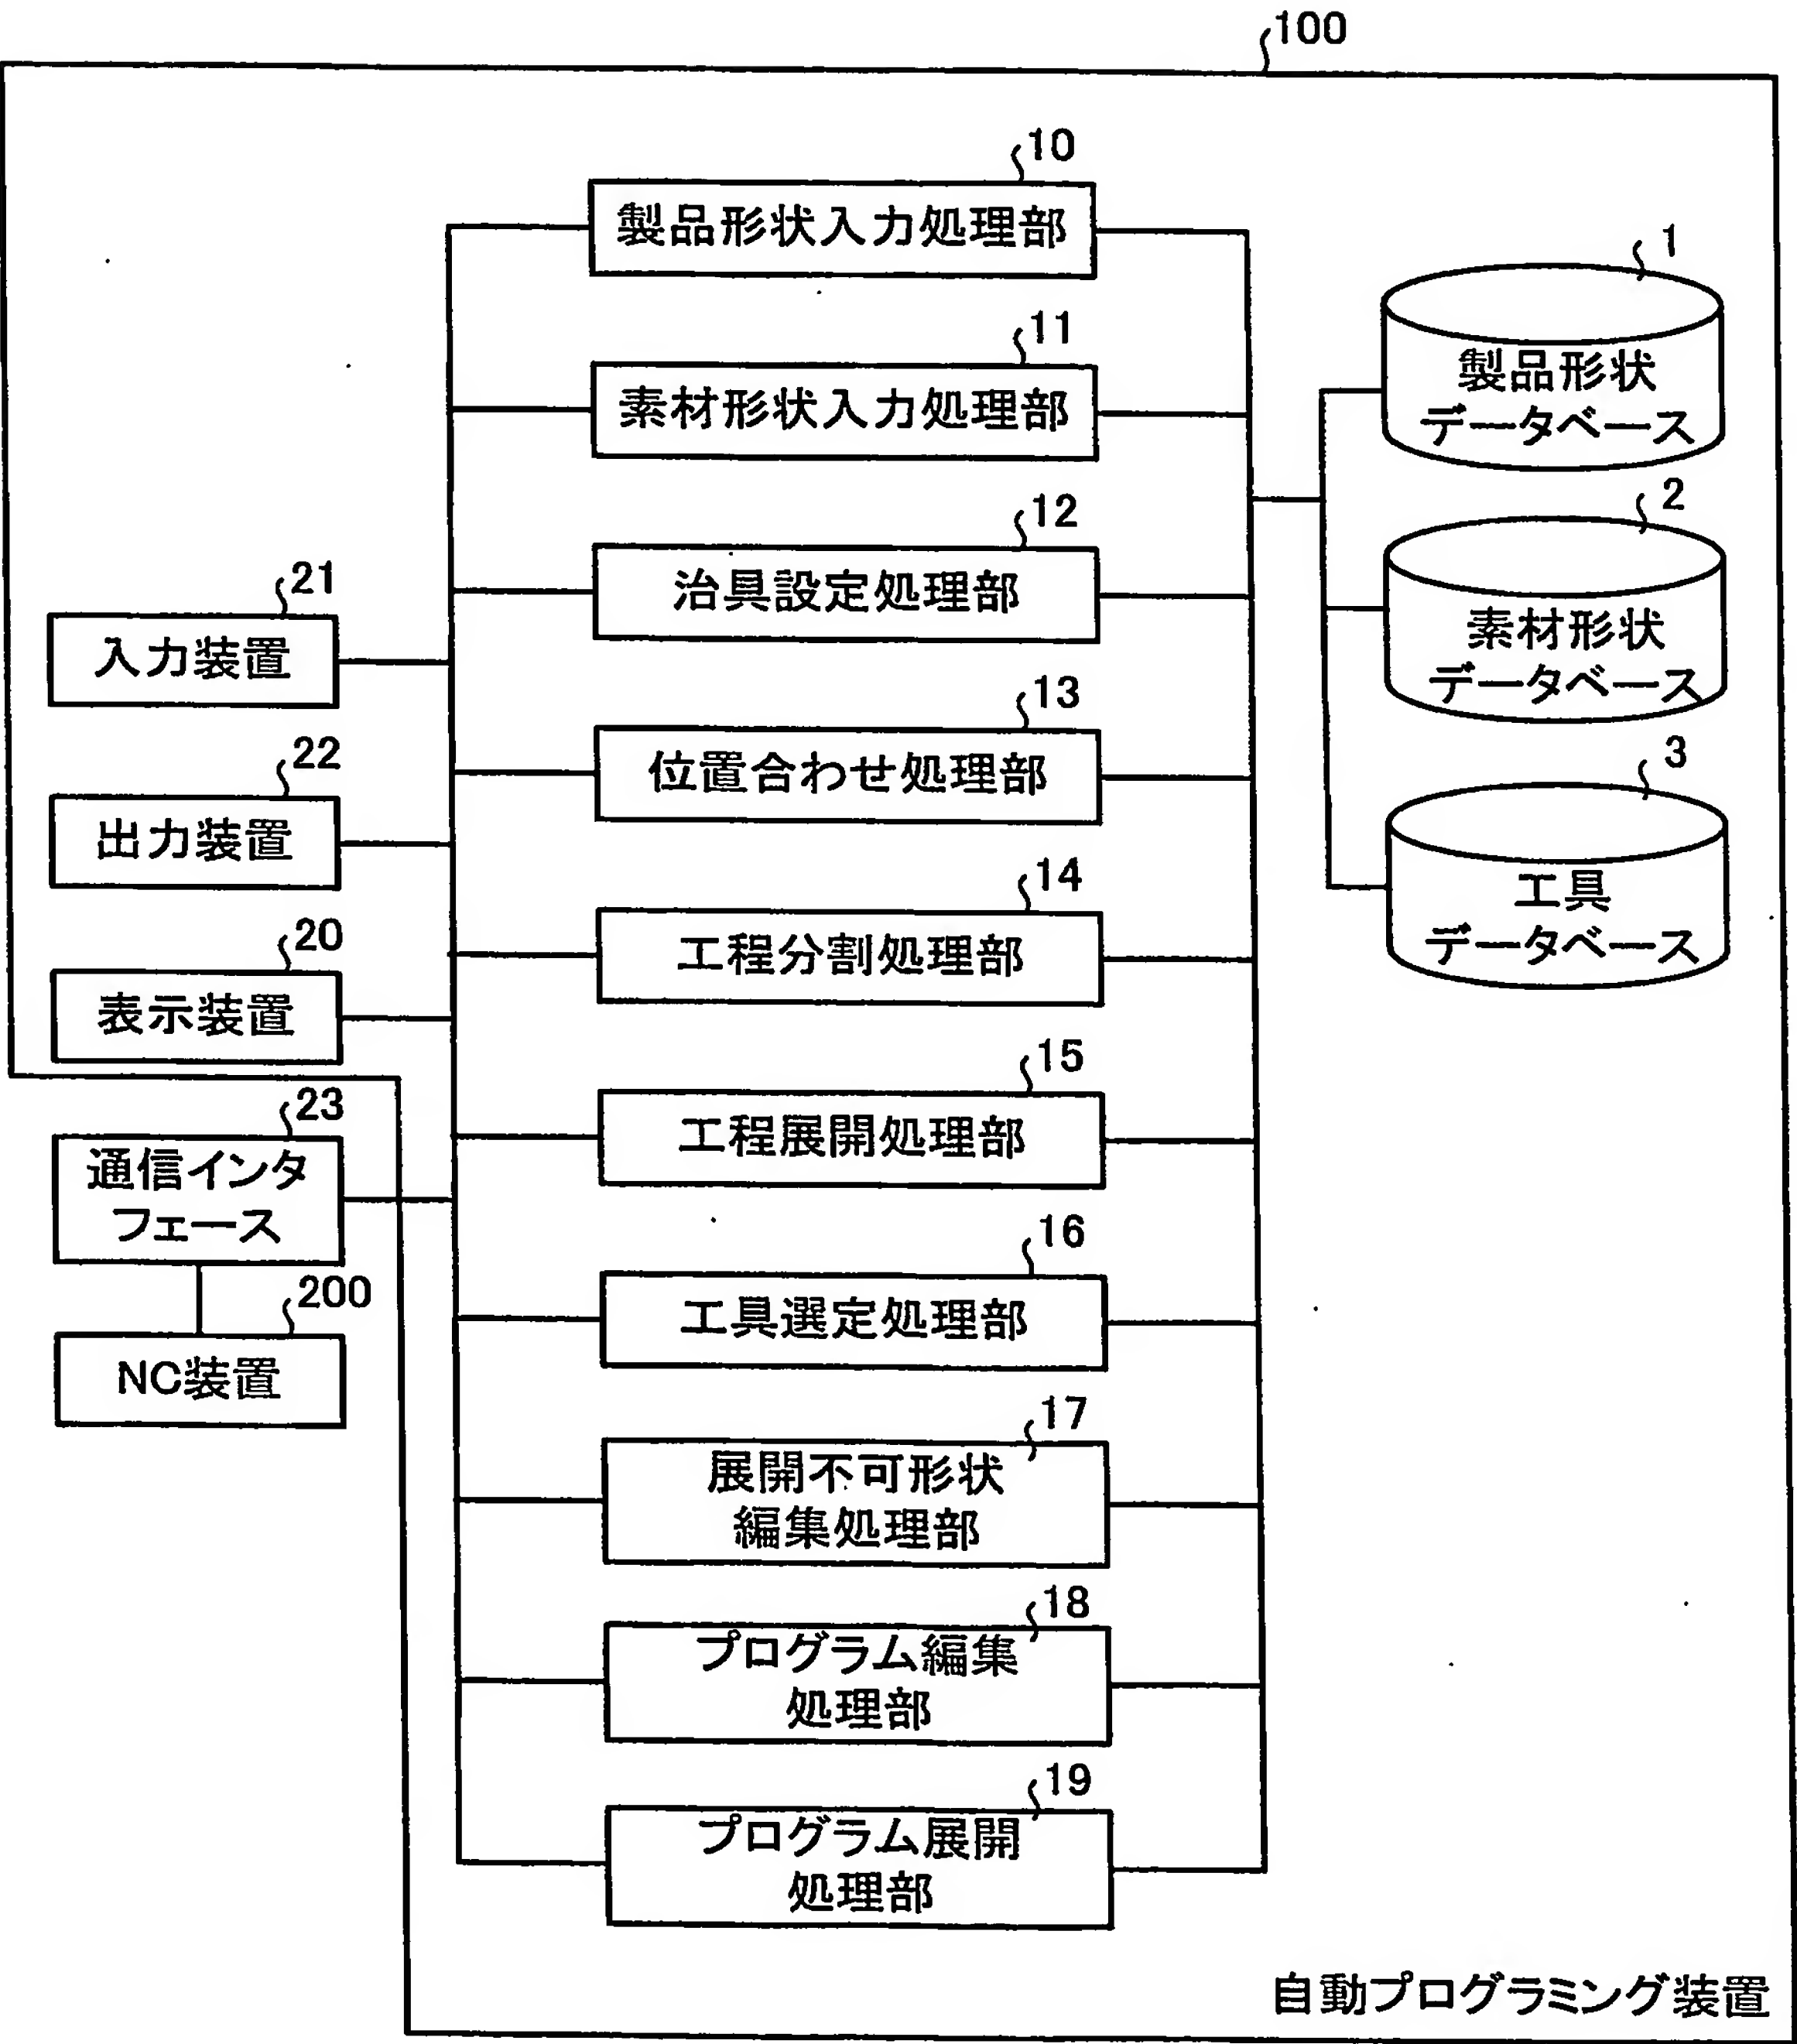 100
10
製品形状入力処理部
11
素材形状入力処理部
12
治具設定処理部
13
位置合わせ処理部
14
工程分割処理部
15
工程展開処理部
16
工具選定処理部
17
展開不可形状
編集処理部
18
プログラム編集
処理部
19
プログラム展開
処理部
21
入力装置
22
出力装置
20
表示装置
23
通信インタ
フェース
200
NC装置
1
製品形状
データベース
2
素材形状
データベース
3
工具
データベース
自動プログラミング装置